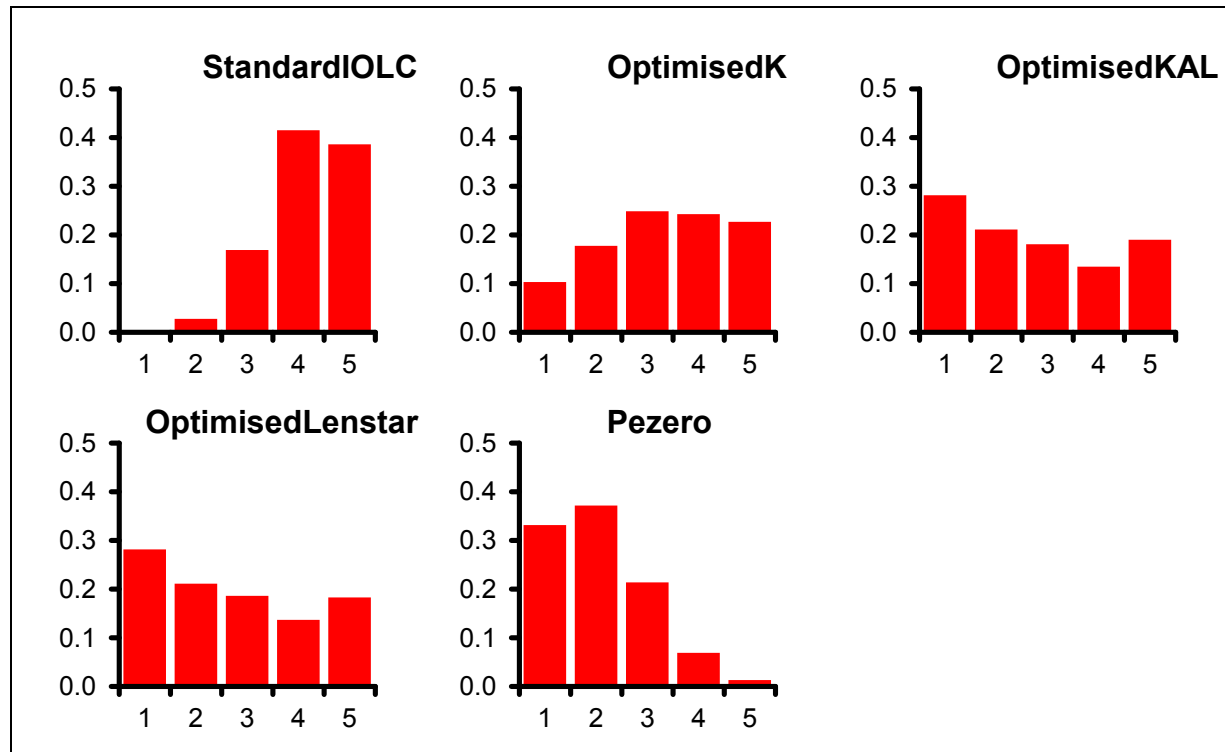 StandardIOLC OptimisedK OptimisedKAL
0.5 0.5 0.5
0.4 0.4 0.4
0.3 0.3 0.3
0.2 0.2 0.2
0.1 0.1 0.1
0.0 0.0 0.0
1 2 3 4 5 1 2 3 4 5 1 2 3 4 5
OptimisedLenstar Pezero
0.5 0.5
0.4 0.4
0.3 0.3
0.2 0.2
0.1 0.1
0.0 0.0
1 2 3 4 5 1 2 3 4 5